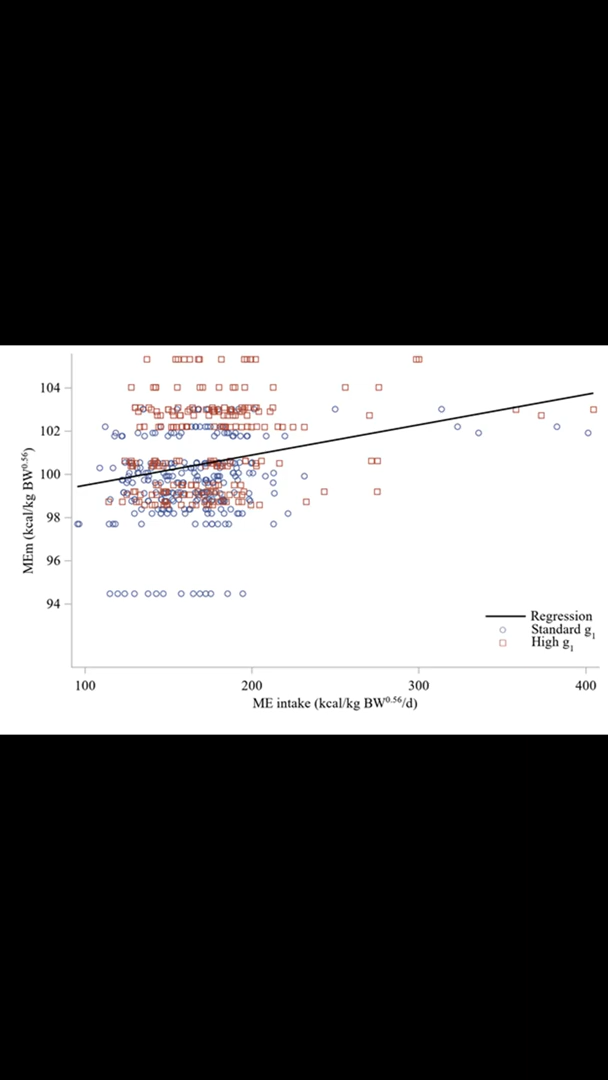 104
102
100
98
96
94
MEm (kcal/kg BW^0.56)
Regression
Standard g₁
High g₁
100 200 300 400
ME intake (kcal/kg BW^0.56/d)